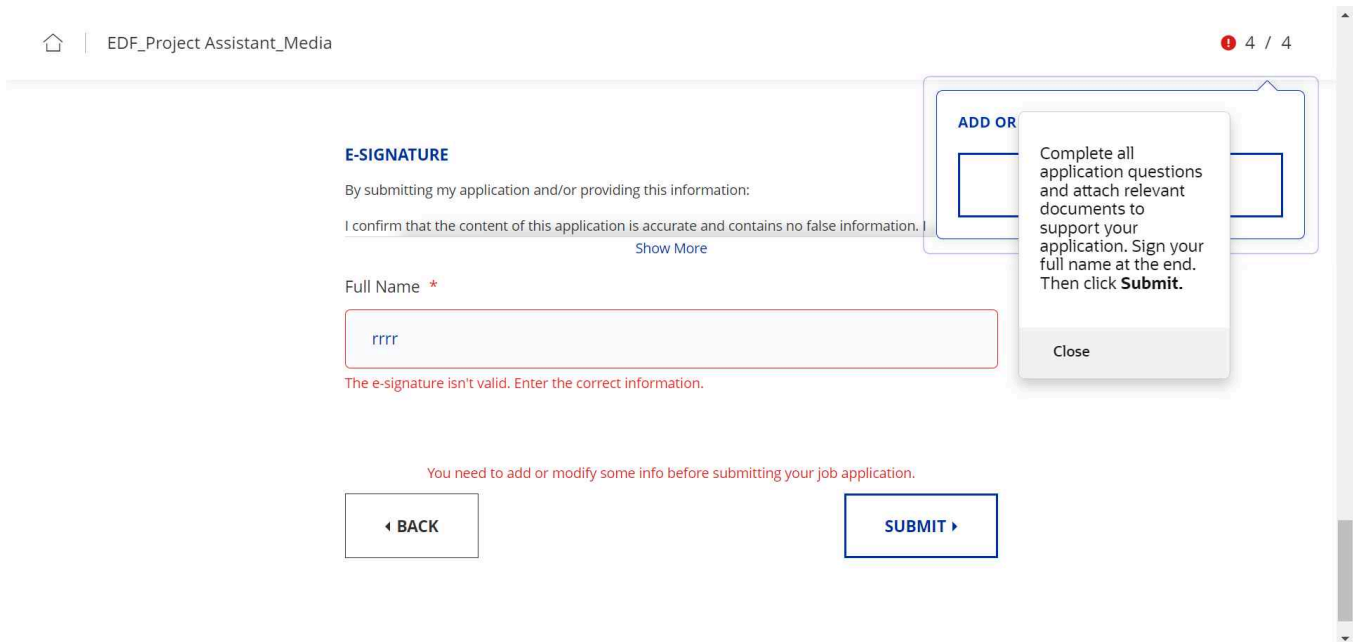 EDF_Project Assistant_Media
4 / 4
ADD OR
E-SIGNATURE
By submitting my application and/or providing this information:
I confirm that the content of this application is accurate and contains no false information. I
Show More
Full Name *
rrrr
The e-signature isn't valid. Enter the correct information.
Complete all
application questions
and attach relevant
documents to
support your
application. Sign your
full name at the end.
Then click Submit.
Close
You need to add or modify some info before submitting your job application.
BACK
SUBMIT